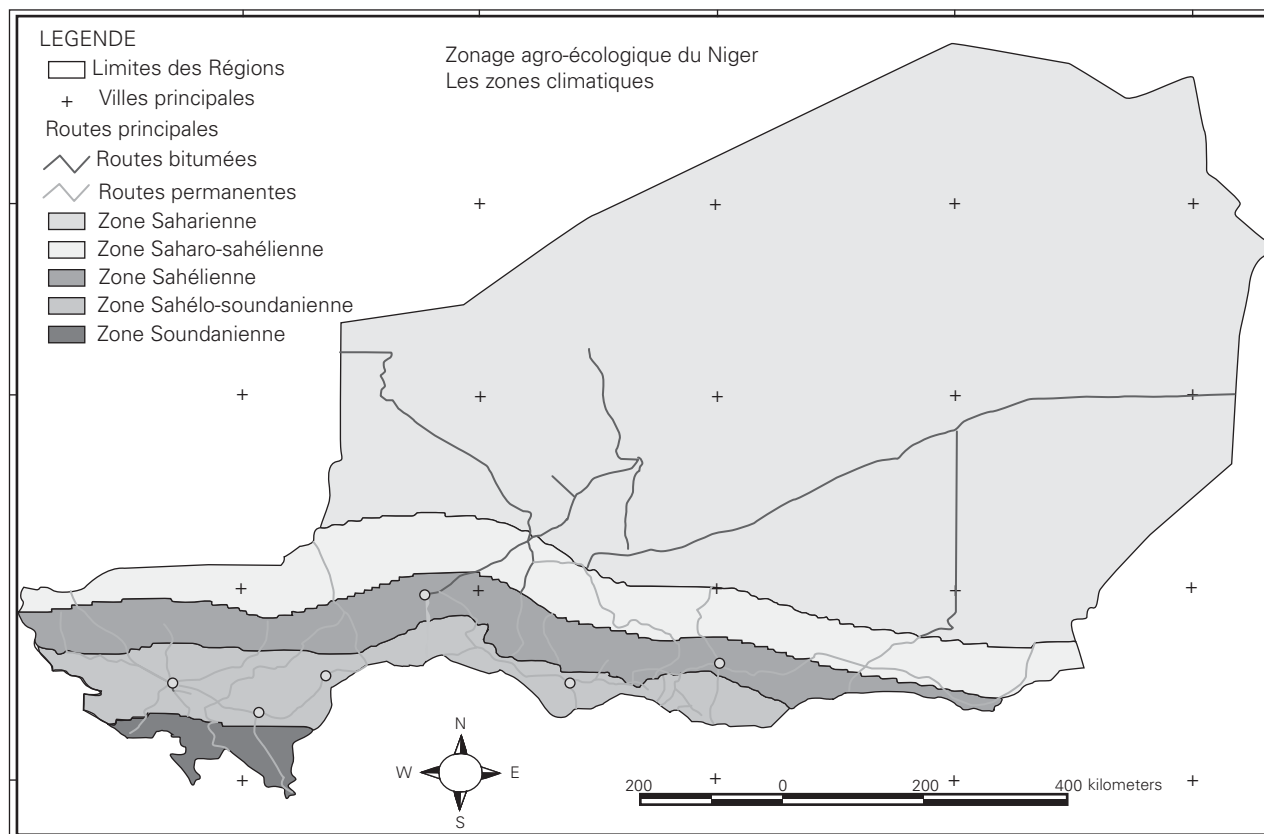 LEGENDE
Limites des Régions
+ Villes principales
Routes principales
Routes bitumées
Routes permanentes
Zone Saharienne
Zone Saharo-sahélienne
Zone Sahélienne
Zone Sahélo-soundanienne
Zone Soundanienne
Zonage agro-écologique du Niger
Les zones climatiques
N
W E
S
200 0 200 400 kilometers